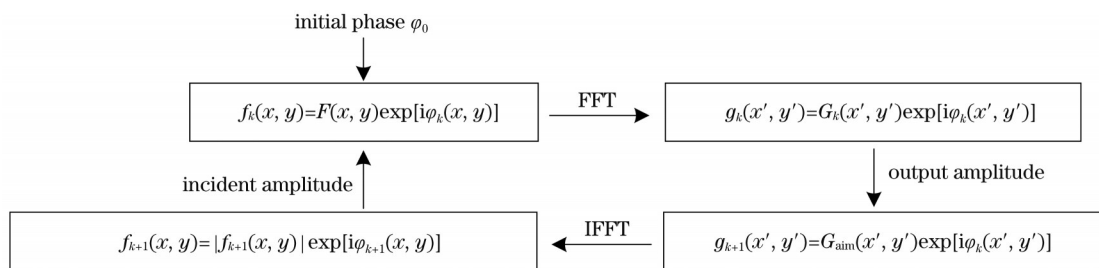 initial phase φ₀
fₖ(x, y)=F(x, y)exp[iφₖ(x, y)]
FFT
gₖ(x′, y′)=Gₖ(x′, y′)exp[iφₖ(x′, y′)]
incident amplitude
output amplitude
fₖ₊₁(x, y)=|fₖ₊₁(x, y)|exp[iφₖ₊₁(x, y)]
IFFT
gₖ₊₁(x′, y′)=G_aim(x′, y′)exp[iφₖ(x′, y′)]